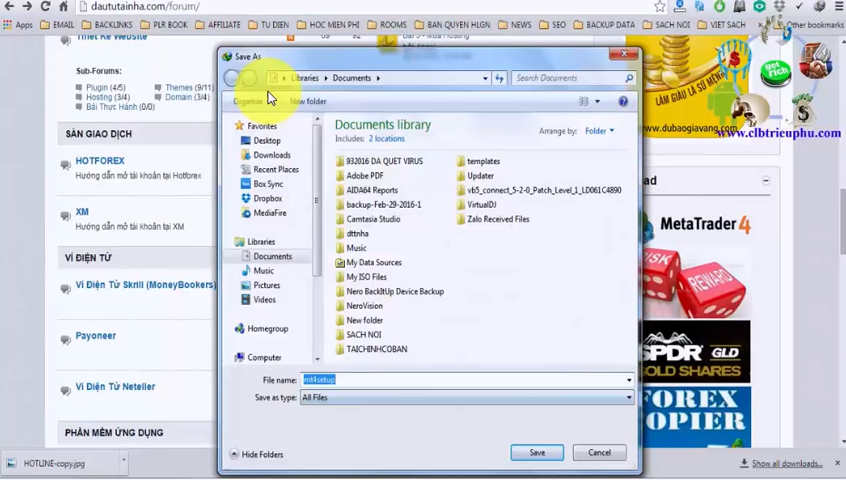 daututainha.com/forum/
Apps
EMAIL
BACKLINKS
PLR BOOK
AFFILIATE
TU DIEN
HOC MIEN PHI
ROOMS
BAN QUYEN HLGN
NEWS
SEO
BACKUP DATA
SACH NOI
VIET SACH
Other bookmarks
Thiết Kế Website
Sub-Forums:
Plugin (4/5)
Themes (9/11)
Hosting (3/4)
Domain (3/4)
Bài Thực Hành (0/0)
SÀN GIAO DỊCH
HOTFOREX
Hướng dẫn mở tài khoản tại Hotforex
XM
Hướng dẫn mở tài khoản tại XM
VÍ ĐIỆN TỬ
Ví Điện Tử Skrill (MoneyBookers)
Payoneer
Ví Điện Tử Neteller
PHẦN MỀM ỨNG DỤNG
Save As
Libraries
Documents
Search Documents
Organize
New folder
Favorites
Desktop
Downloads
Recent Places
Box Sync
Dropbox
MediaFire
Libraries
Documents
Music
Pictures
Videos
Homegroup
Computer
Documents library
Includes: 2 locations
Arrange by: Folder
932016 DA QUET VIRUS
Adobe PDF
AIDA64 Reports
backup-Feb-29-2016-1
Camtasia Studio
dttnha
Music
My Data Sources
My ISO Files
Nero BackItUp Device Backup
NeroVision
New folder
SACH NOI
TAICHINHCOBAN
templates
Updater
vb5_connect_5-2-0_Patch_Level_1_LD061C4890
VirtualDJ
Zalo Received Files
File name: mt4setup
Save as type: All Files
Hide Folders
Save
Cancel
LÀM GIÀU LÀ SỨ MỆNH
www.dubaogiavang.com
get rich
www.clbtrieuphu.com
MetaTrader 4
REWARD
SPDR GLD
GOLD SHARES
FOREX
COPIER
HOTLINE-copy.jpg
Show all downloads...